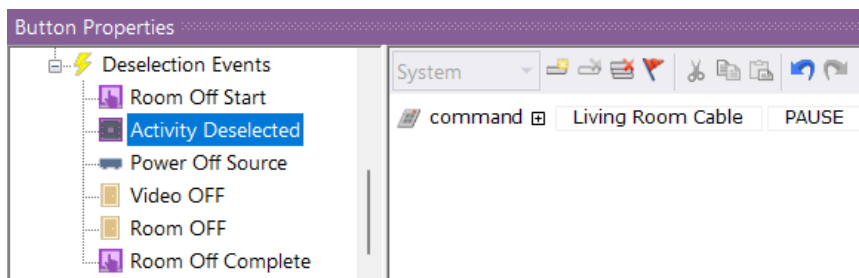 Button Properties
Deselection Events
Room Off Start
Activity Deselected
Power Off Source
Video OFF
Room OFF
Room Off Complete
System
command Living Room Cable PAUSE